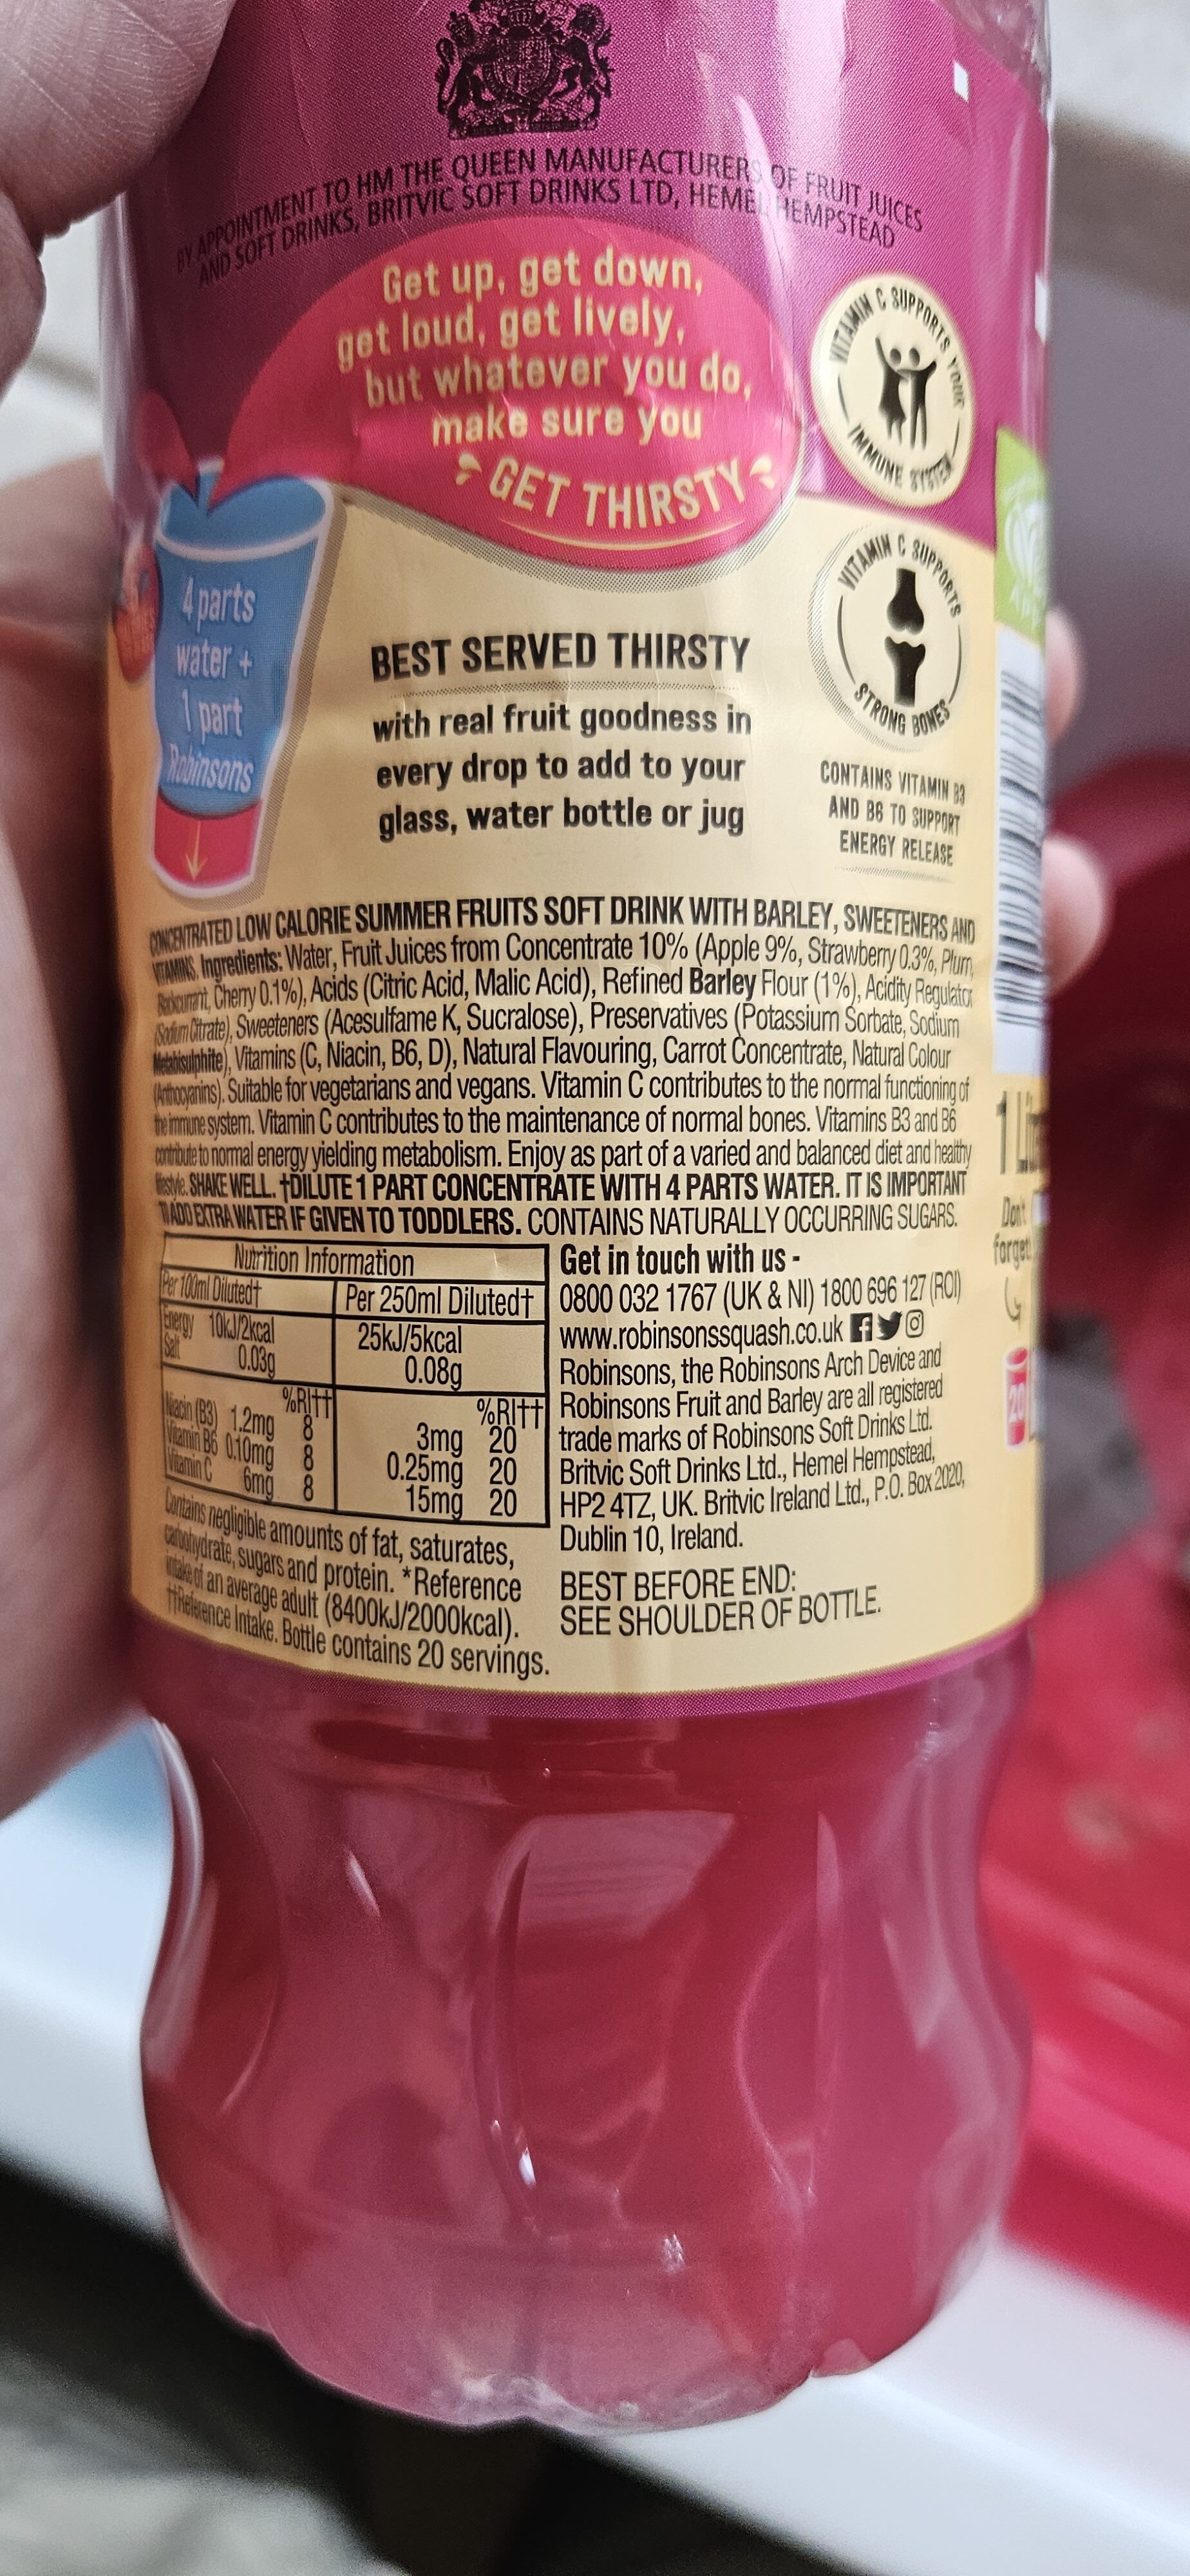 BY APPOINTMENT TO HM THE QUEEN MANUFACTURERS OF FRUIT JUICES
AND SOFT DRINKS, BRITVIC SOFT DRINKS LTD, HEMEL HEMPSTEAD
Get up, get down,
get loud, get lively,
but whatever you do,
make sure you
GET THIRSTY
VITAMIN C SUPPORTS YOUR
IMMUNE SYSTEM
4 parts
water +
1 part
Robinsons
BEST SERVED THIRSTY
with real fruit goodness in
every drop to add to your
glass, water bottle or jug
VITAMIN C SUPPORTS
STRONG BONES
CONTAINS VITAMIN B3
AND B6 TO SUPPORT
ENERGY RELEASE
CONCENTRATED LOW CALORIE SUMMER FRUITS SOFT DRINK WITH BARLEY, SWEETENERS AND
VITAMINS. Ingredients: Water, Fruit Juices from Concentrate 10% (Apple 9%, Strawberry 0.3%, Plum,
Blackcurrant, Cherry 0.1%), Acids (Citric Acid, Malic Acid), Refined Barley Flour (1%), Acidity Regulator
(Sodium Citrate), Sweeteners (Acesulfame K, Sucralose), Preservatives (Potassium Sorbate, Sodium
Metabisulphite), Vitamins (C, Niacin, B6, D), Natural Flavouring, Carrot Concentrate, Natural Colour
(Anthocyanins). Suitable for vegetarians and vegans. Vitamin C contributes to the normal functioning of
the immune system. Vitamin C contributes to the maintenance of normal bones. Vitamins B3 and B6
contribute to normal energy yielding metabolism. Enjoy as part of a varied and balanced diet and healthy
lifestyle. SHAKE WELL. †DILUTE 1 PART CONCENTRATE WITH 4 PARTS WATER. IT IS IMPORTANT
TO ADD EXTRA WATER IF GIVEN TO TODDLERS. CONTAINS NATURALLY OCCURRING SUGARS.
Nutrition Information
Per 100ml Diluted† Per 250ml Diluted†
Energy 10kJ/2kcal 25kJ/5kcal
Salt 0.03g 0.08g
%RI†† %RI††
Niacin (B3) 1.2mg 8 3mg 20
Vitamin B6 0.10mg 8 0.25mg 20
Vitamin C 6mg 8 15mg 20
Contains negligible amounts of fat, saturates,
carbohydrate, sugars and protein. *Reference
intake of an average adult (8400kJ/2000kcal).
††Reference Intake. Bottle contains 20 servings.
Get in touch with us -
0800 032 1767 (UK & NI) 1800 696 127 (ROI)
www.robinsonssquash.co.uk
Robinsons, the Robinsons Arch Device and
Robinsons Fruit and Barley are all registered
trade marks of Robinsons Soft Drinks Ltd.
Britvic Soft Drinks Ltd., Hemel Hempstead,
HP2 4TZ, UK. Britvic Ireland Ltd., P.O. Box 2020,
Dublin 10, Ireland.
BEST BEFORE END:
SEE SHOULDER OF BOTTLE.
1
Don't
forget
20